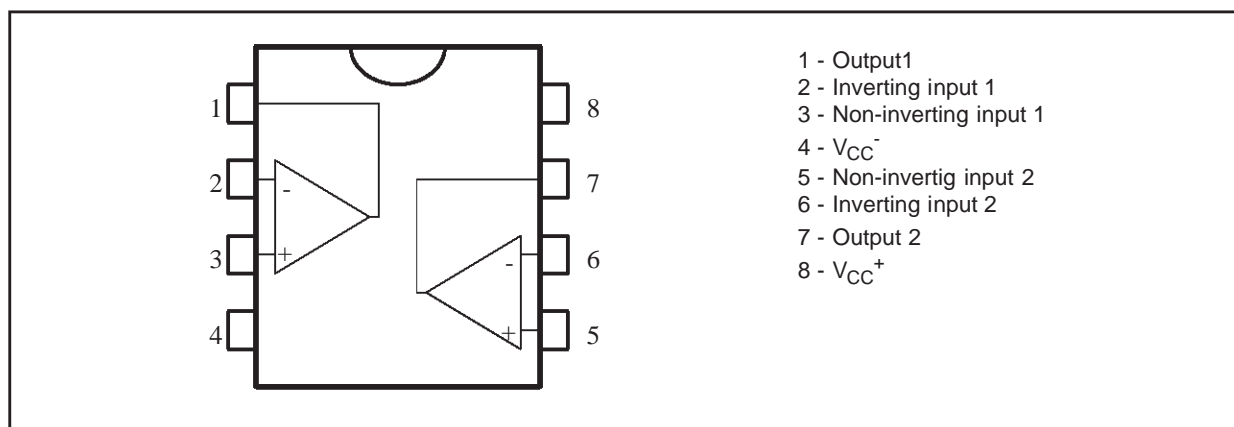 1
2
3
4
8
7
6
5
-
+
-
+
1 - Output1
2 - Inverting input 1
3 - Non-inverting input 1
4 - VCC-
5 - Non-invertig input 2
6 - Inverting input 2
7 - Output 2
8 - VCC+